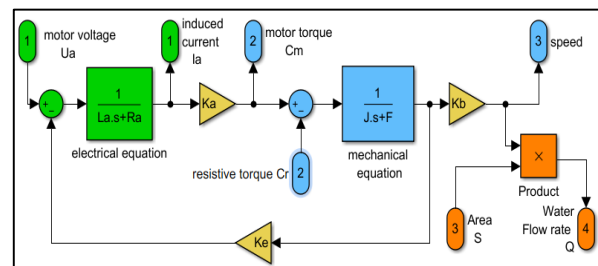 1
motor voltage
Ua
1
induced
current
Ia
2
motor torque
Cm
3
speed
+
−
1
La.s+Ra
electrical equation
Ka
+
−
1
J.s+F
mechanical
equation
Kb
resistive torque Cr
2
×
Product
3
Area
S
Water
Flow rate
Q
4
Ke